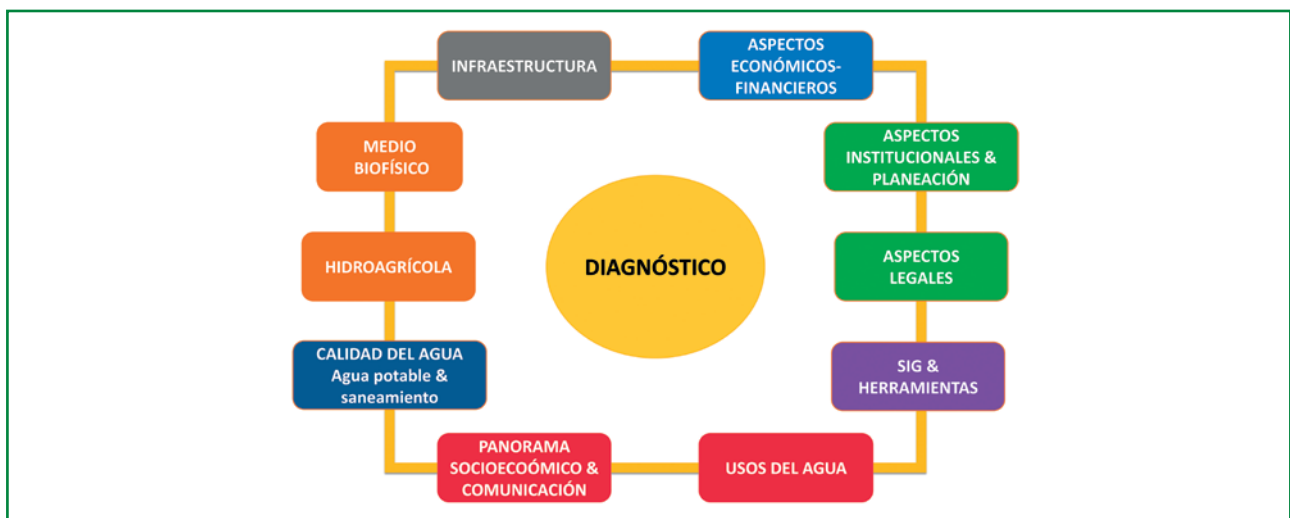 INFRAESTRUCTURA
ASPECTOS
ECONÓMICOS-
FINANCIEROS
MEDIO
BIOFÍSICO
ASPECTOS
INSTITUCIONALES &
PLANEACIÓN
HIDROAGRÍCOLA
DIAGNÓSTICO
ASPECTOS
LEGALES
CALIDAD DEL AGUA
Agua potable &
saneamiento
SIG &
HERRAMIENTAS
PANORAMA
SOCIOECOÓMICO &
COMUNICACIÓN
USOS DEL AGUA